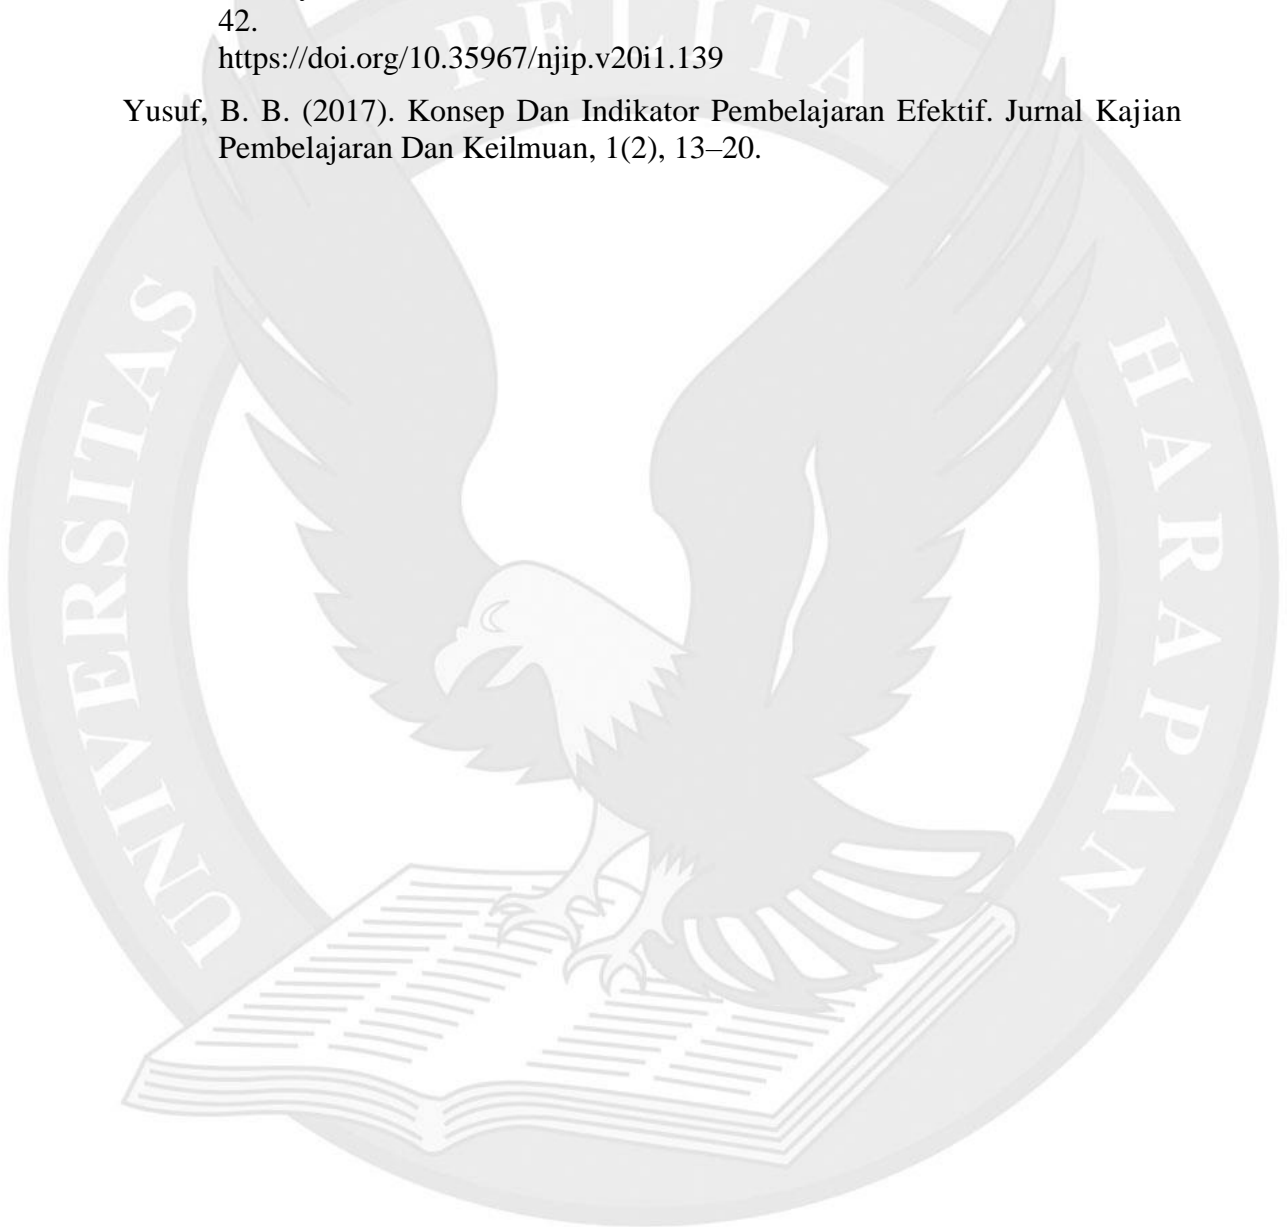 42.
https://doi.org/10.35967/njip.v20i1.139
Yusuf, B. B. (2017). Konsep Dan Indikator Pembelajaran Efektif. Jurnal Kajian
Pembelajaran Dan Keilmuan, 1(2), 13–20.
UNIVERSITAS
PELITA
HARAPAN